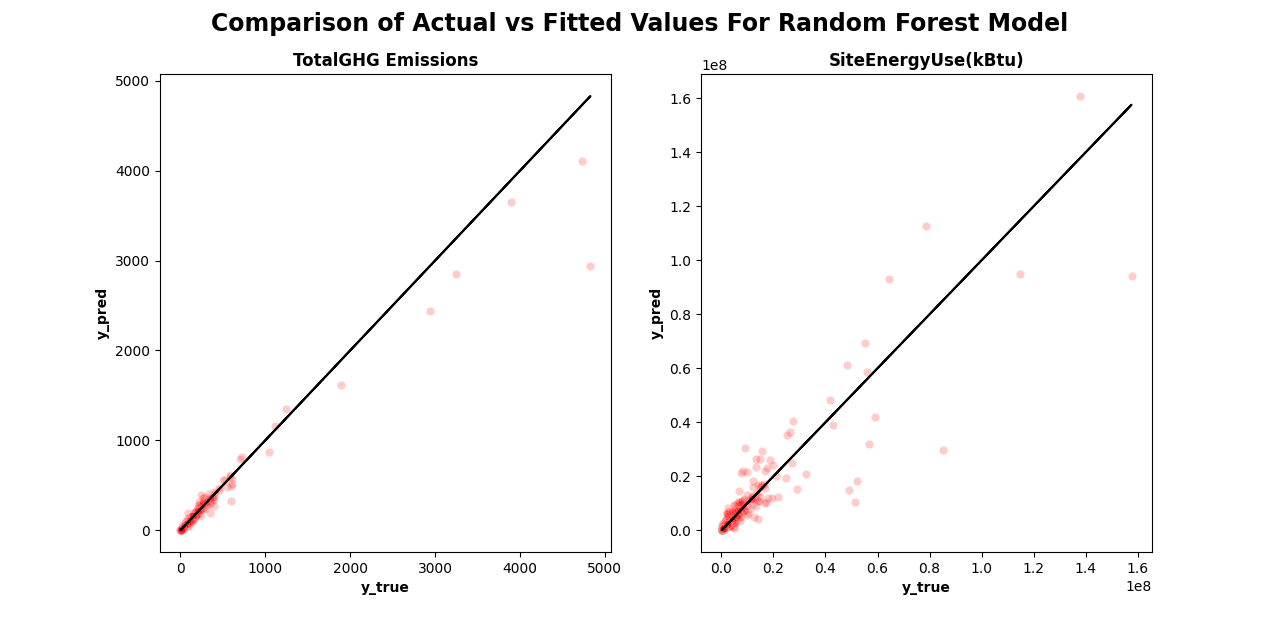 Comparison of Actual vs Fitted Values For Random Forest Model
TotalGHG Emissions
5000
4000
3000
2000
1000
0
y_pred
0 1000 2000 3000 4000 5000
y_true
SiteEnergyUse(kBtu)
1e8
1.6
1.4
1.2
1.0
0.8
0.6
0.4
0.2
0.0
y_pred
0.0 0.2 0.4 0.6 0.8 1.0 1.2 1.4 1.6
1e8
y_true